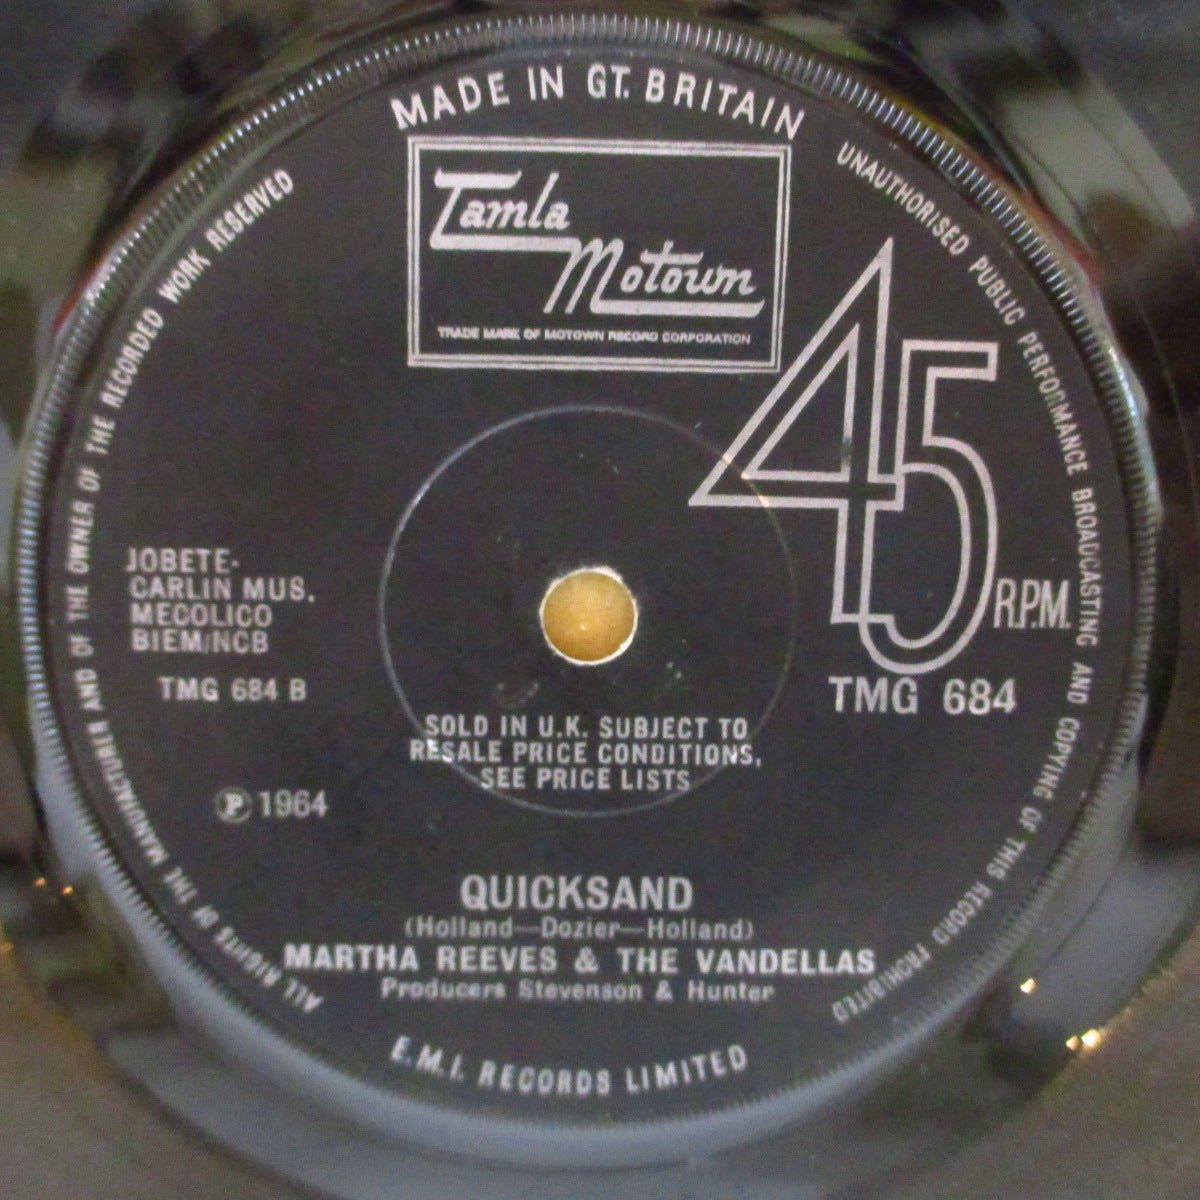 MADE IN GT. BRITAIN
UNAUTHORISED PUBLIC PERFORMANCE BROADCASTING AND COPYING OF THIS RECORD PROHIBITED
ALL RIGHTS OF THE MANUFACTURER AND OF THE OWNER OF THE RECORDED WORK RESERVED
Tamla
Motown
TRADE MARK OF MOTOWN RECORD CORPORATION
45
R.P.M.
TMG 684
JOBETE-
CARLIN MUS.
MECOLICO
BIEM/NCB
TMG 684 B
SOLD IN U.K. SUBJECT TO
RESALE PRICE CONDITIONS,
SEE PRICE LISTS
℗ 1964
QUICKSAND
(Holland—Dozier—Holland)
MARTHA REEVES & THE VANDELLAS
Producers Stevenson & Hunter
E.M.I. RECORDS LIMITED